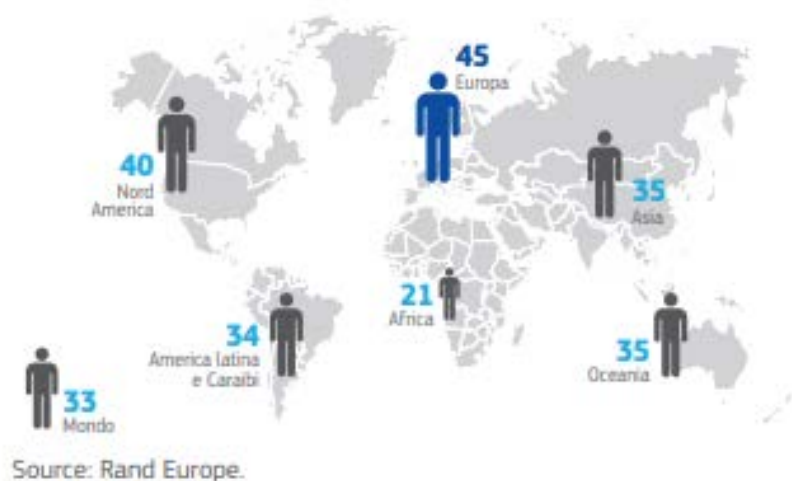 45
Europa
40
Nord
America
35
Asia
21
Africa
34
America latina
e Caraibi
35
Oceania
33
Mondo
Source: Rand Europe.